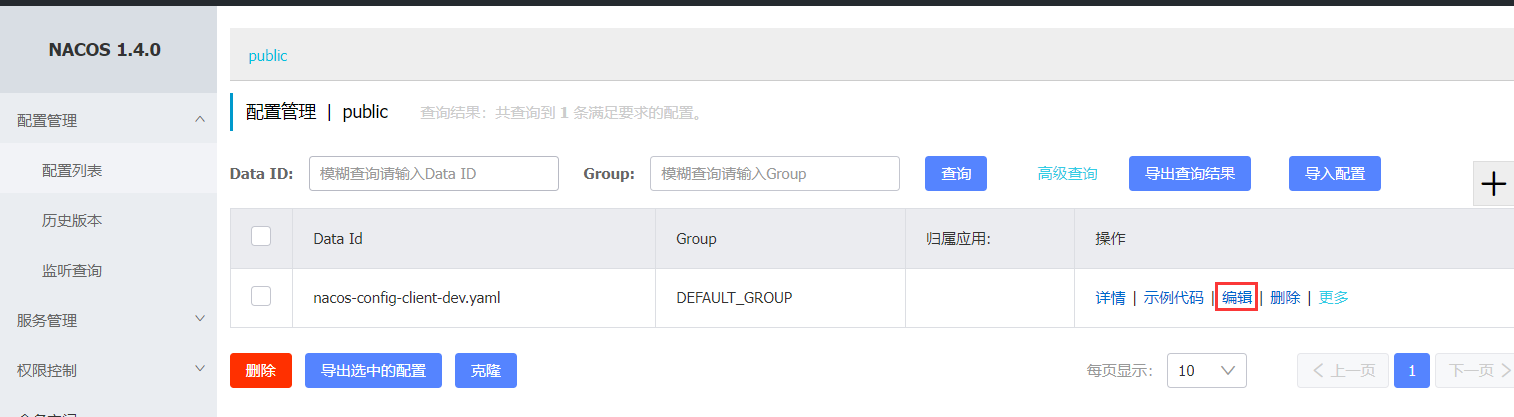 NACOS 1.4.0
配置管理
配置列表
历史版本
监听查询
服务管理
权限控制
public
配置管理 | public 查询结果：共查询到 1 条满足要求的配置。
Data ID: 模糊查询请输入Data ID Group: 模糊查询请输入Group 查询 高级查询 导出查询结果 导入配置
Data Id Group 归属应用: 操作
nacos-config-client-dev.yaml DEFAULT_GROUP 详情 | 示例代码 | 编辑 | 删除 | 更多
删除 导出选中的配置 克隆 每页显示: 10 上一页 1 下一页